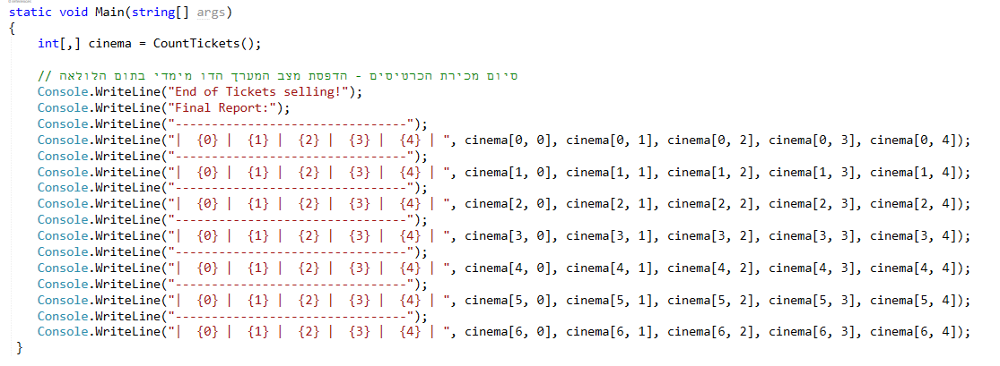 static void Main(string[] args)
{
int[,] cinema = CountTickets();
// סיום מכירת הכרטיסים - הדפסת מצב המערך הדו מימדי בתום הלולאה
Console.WriteLine("End of Tickets selling!");
Console.WriteLine("Final Report:");
Console.WriteLine("--------------------------------");
Console.WriteLine("|  {0} |  {1} |  {2} |  {3} |  {4} | ", cinema[0, 0], cinema[0, 1], cinema[0, 2], cinema[0, 3], cinema[0, 4]);
Console.WriteLine("--------------------------------");
Console.WriteLine("|  {0} |  {1} |  {2} |  {3} |  {4} | ", cinema[1, 0], cinema[1, 1], cinema[1, 2], cinema[1, 3], cinema[1, 4]);
Console.WriteLine("--------------------------------");
Console.WriteLine("|  {0} |  {1} |  {2} |  {3} |  {4} | ", cinema[2, 0], cinema[2, 1], cinema[2, 2], cinema[2, 3], cinema[2, 4]);
Console.WriteLine("--------------------------------");
Console.WriteLine("|  {0} |  {1} |  {2} |  {3} |  {4} | ", cinema[3, 0], cinema[3, 1], cinema[3, 2], cinema[3, 3], cinema[3, 4]);
Console.WriteLine("--------------------------------");
Console.WriteLine("|  {0} |  {1} |  {2} |  {3} |  {4} | ", cinema[4, 0], cinema[4, 1], cinema[4, 2], cinema[4, 3], cinema[4, 4]);
Console.WriteLine("--------------------------------");
Console.WriteLine("|  {0} |  {1} |  {2} |  {3} |  {4} | ", cinema[5, 0], cinema[5, 1], cinema[5, 2], cinema[5, 3], cinema[5, 4]);
Console.WriteLine("--------------------------------");
Console.WriteLine("|  {0} |  {1} |  {2} |  {3} |  {4} | ", cinema[6, 0], cinema[6, 1], cinema[6, 2], cinema[6, 3], cinema[6, 4]);
}